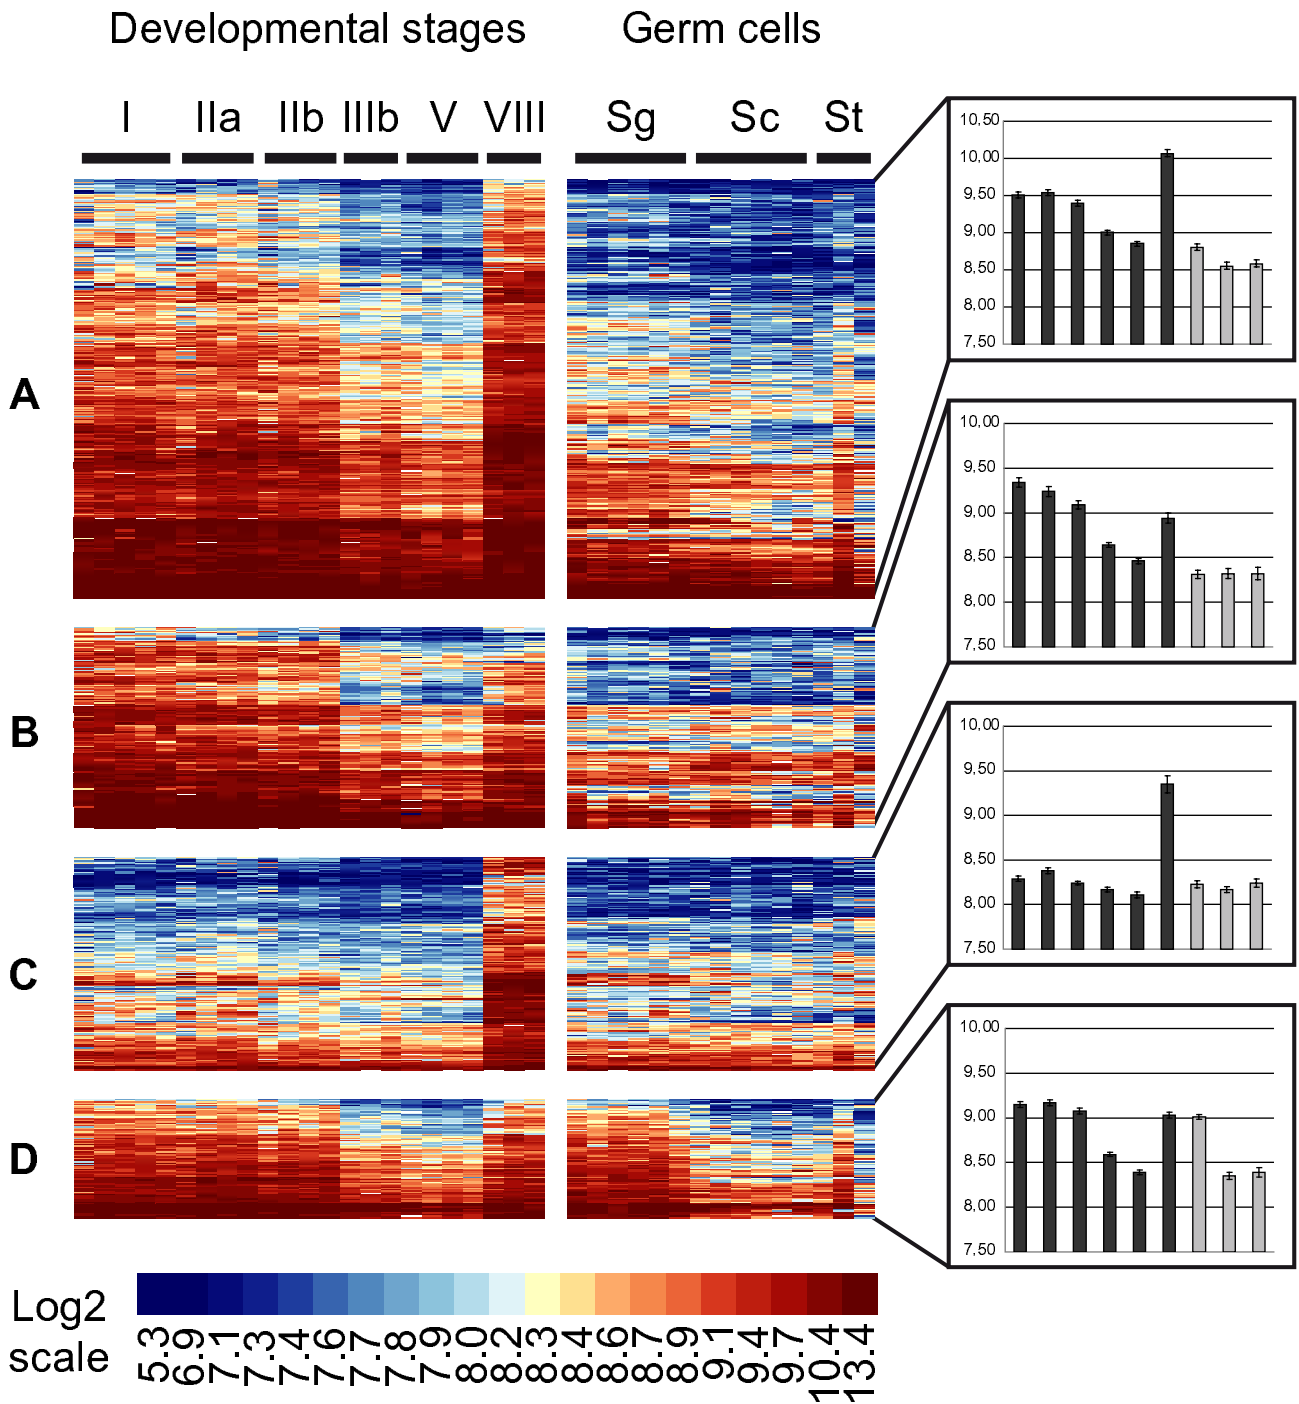 Developmental stages Germ cells
I IIa IIb IIIb V VIII Sg Sc St
A
B
C
D
10,50
10,00
9,50
9,00
8,50
8,00
7,50
10,00
9,50
9,00
8,50
8,00
7,50
10,00
9,50
9,00
8,50
8,00
7,50
10,00
9,50
9,00
8,50
8,00
7,50
Log2
scale
5.3 6.9 7.1 7.3 7.4 7.6 7.7 7.8 7.9 8.0 8.2 8.3 8.4 8.6 8.7 8.9 9.1 9.4 9.7 10.4 13.4